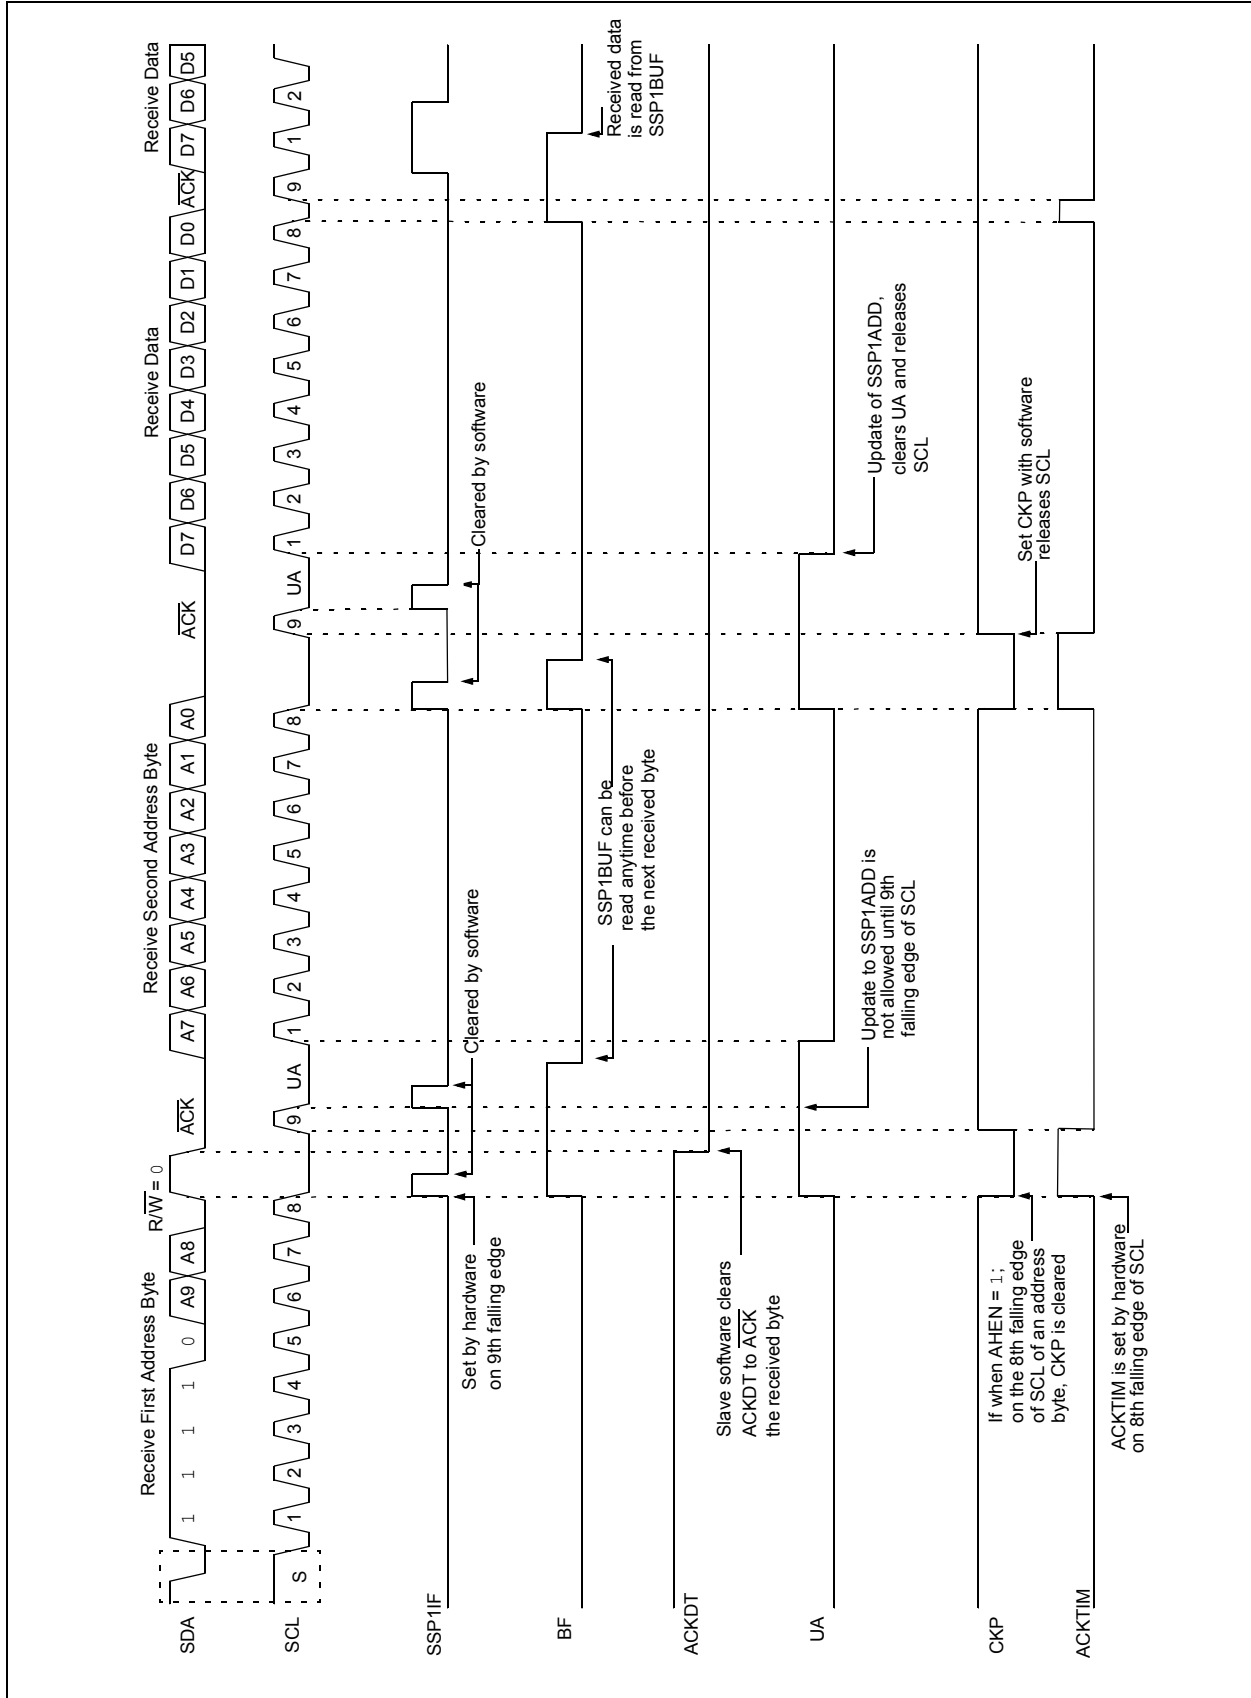 Receive First Address Byte
R/W = 0
Receive Second Address Byte
Receive Data
Receive Data
SDA
1 1 1 1 0 A9 A8
ACK
A7 A6 A5 A4 A3 A2 A1 A0
ACK
D7 D6 D5 D4 D3 D2 D1 D0
ACK
D7 D6 D5
SCL
S
1 2 3 4 5 6 7 8 9 UA
1 2 3 4 5 6 7 8 9 UA
1 2 3 4 5 6 7 8 9
1 2
SSP1IF
Set by hardware
on 9th falling edge
Cleared by software
Cleared by software
BF
SSP1BUF can be
read anytime before
the next received byte
Received data
is read from
SSP1BUF
ACKDT
Slave software clears
ACKDT to ACK
the received byte
UA
Update to SSP1ADD is
not allowed until 9th
falling edge of SCL
Update of SSP1ADD,
clears UA and releases
SCL
CKP
If when AHEN = 1;
on the 8th falling edge
of SCL of an address
byte, CKP is cleared
Set CKP with software
releases SCL
ACKTIM
ACKTIM is set by hardware
on 8th falling edge of SCL